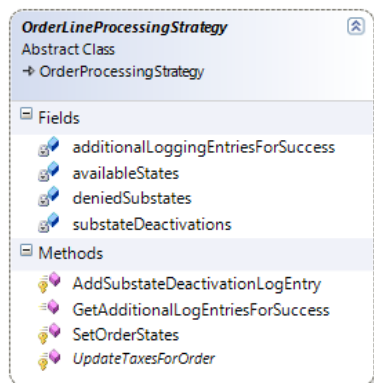 OrderLineProcessingStrategy
Abstract Class
OrderProcessingStrategy
Fields
additionalLoggingEntriesForSuccess
availableStates
deniedSubstates
substateDeactivations
Methods
AddSubstateDeactivationLogEntry
GetAdditionalLogEntriesForSuccess
SetOrderStates
UpdateTaxesForOrder